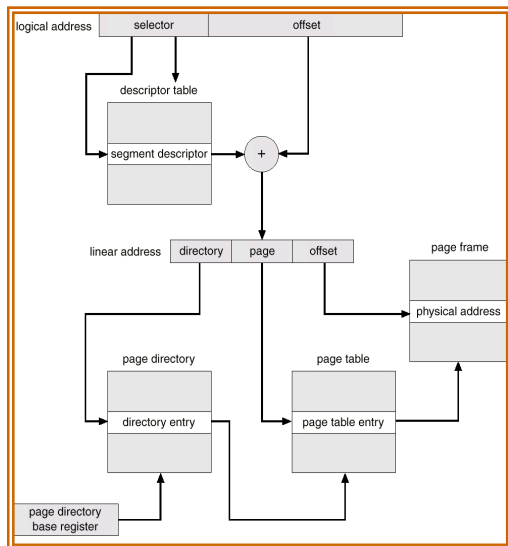 logical address
selector
offset
descriptor table
segment descriptor
+
linear address
directory
page
offset
page frame
physical address
page directory
page table
directory entry
page table entry
page directory
base register